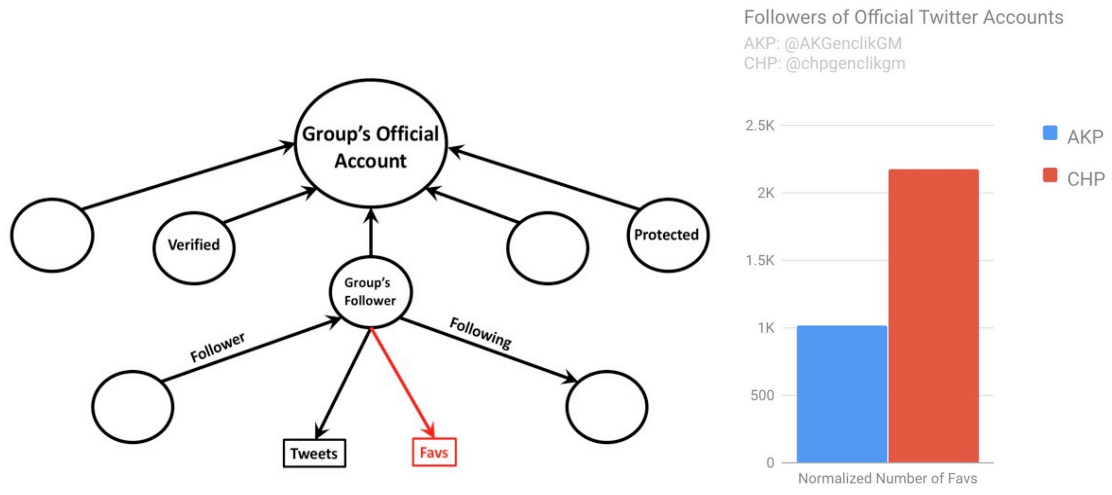 Group's Official
Account
Verified
Protected
Group's
Follower
Follower
Following
Tweets
Favs
Followers of Official Twitter Accounts
AKP: @AKGenclikGM
CHP: @chpgenclikgm
2.5K
2K
1.5K
1K
500
0
Normalized Number of Favs
AKP
CHP